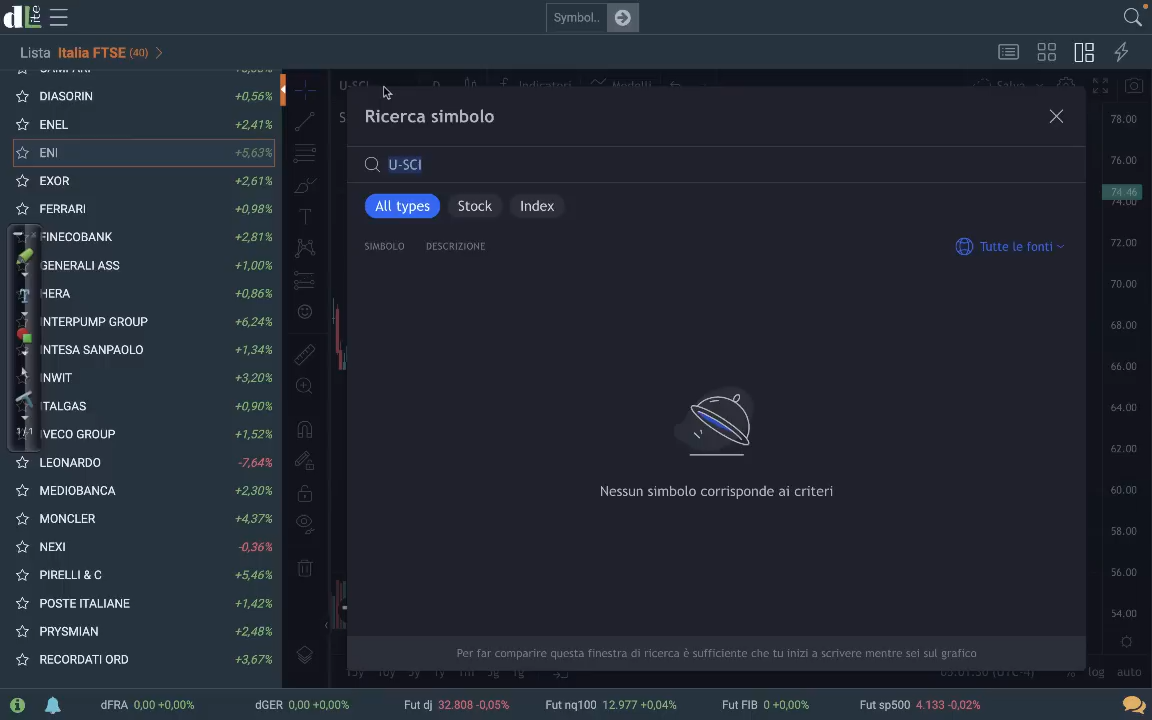 dLite
Symbol..
Lista Italia FTSE (40)
DIASORIN +0,56%
ENEL +2,41%
ENI +5,63%
EXOR +2,61%
FERRARI +0,98%
FINECOBANK +2,81%
GENERALI ASS +1,00%
HERA +0,86%
INTERPUMP GROUP +6,24%
INTESA SANPAOLO +1,34%
INWIT +3,20%
ITALGAS +0,90%
IVECO GROUP +1,52%
LEONARDO -7,64%
MEDIOBANCA +2,30%
MONCLER +4,37%
NEXI -0,36%
PIRELLI & C +5,46%
POSTE ITALIANE +1,42%
PRYSMIAN +2,48%
RECORDATI ORD +3,67%
1/1
U-SCI D Indicatori Modelli Salva
Ricerca simbolo
U-SCI
All types Stock Index
SIMBOLO DESCRIZIONE Tutte le fonti
Nessun simbolo corrisponde ai criteri
Per far comparire questa finestra di ricerca è sufficiente che tu inizi a scrivere mentre sei sul grafico
78.00
76.00
74.46
74.00
72.00
70.00
68.00
66.00
64.00
62.00
60.00
58.00
56.00
54.00
% log auto
dFRA 0,00 +0,00%
dGER 0,00 +0,00%
Fut dj 32.808 -0,05%
Fut nq100 12.977 +0,04%
Fut FIB 0 +0,00%
Fut sp500 4.133 -0,02%